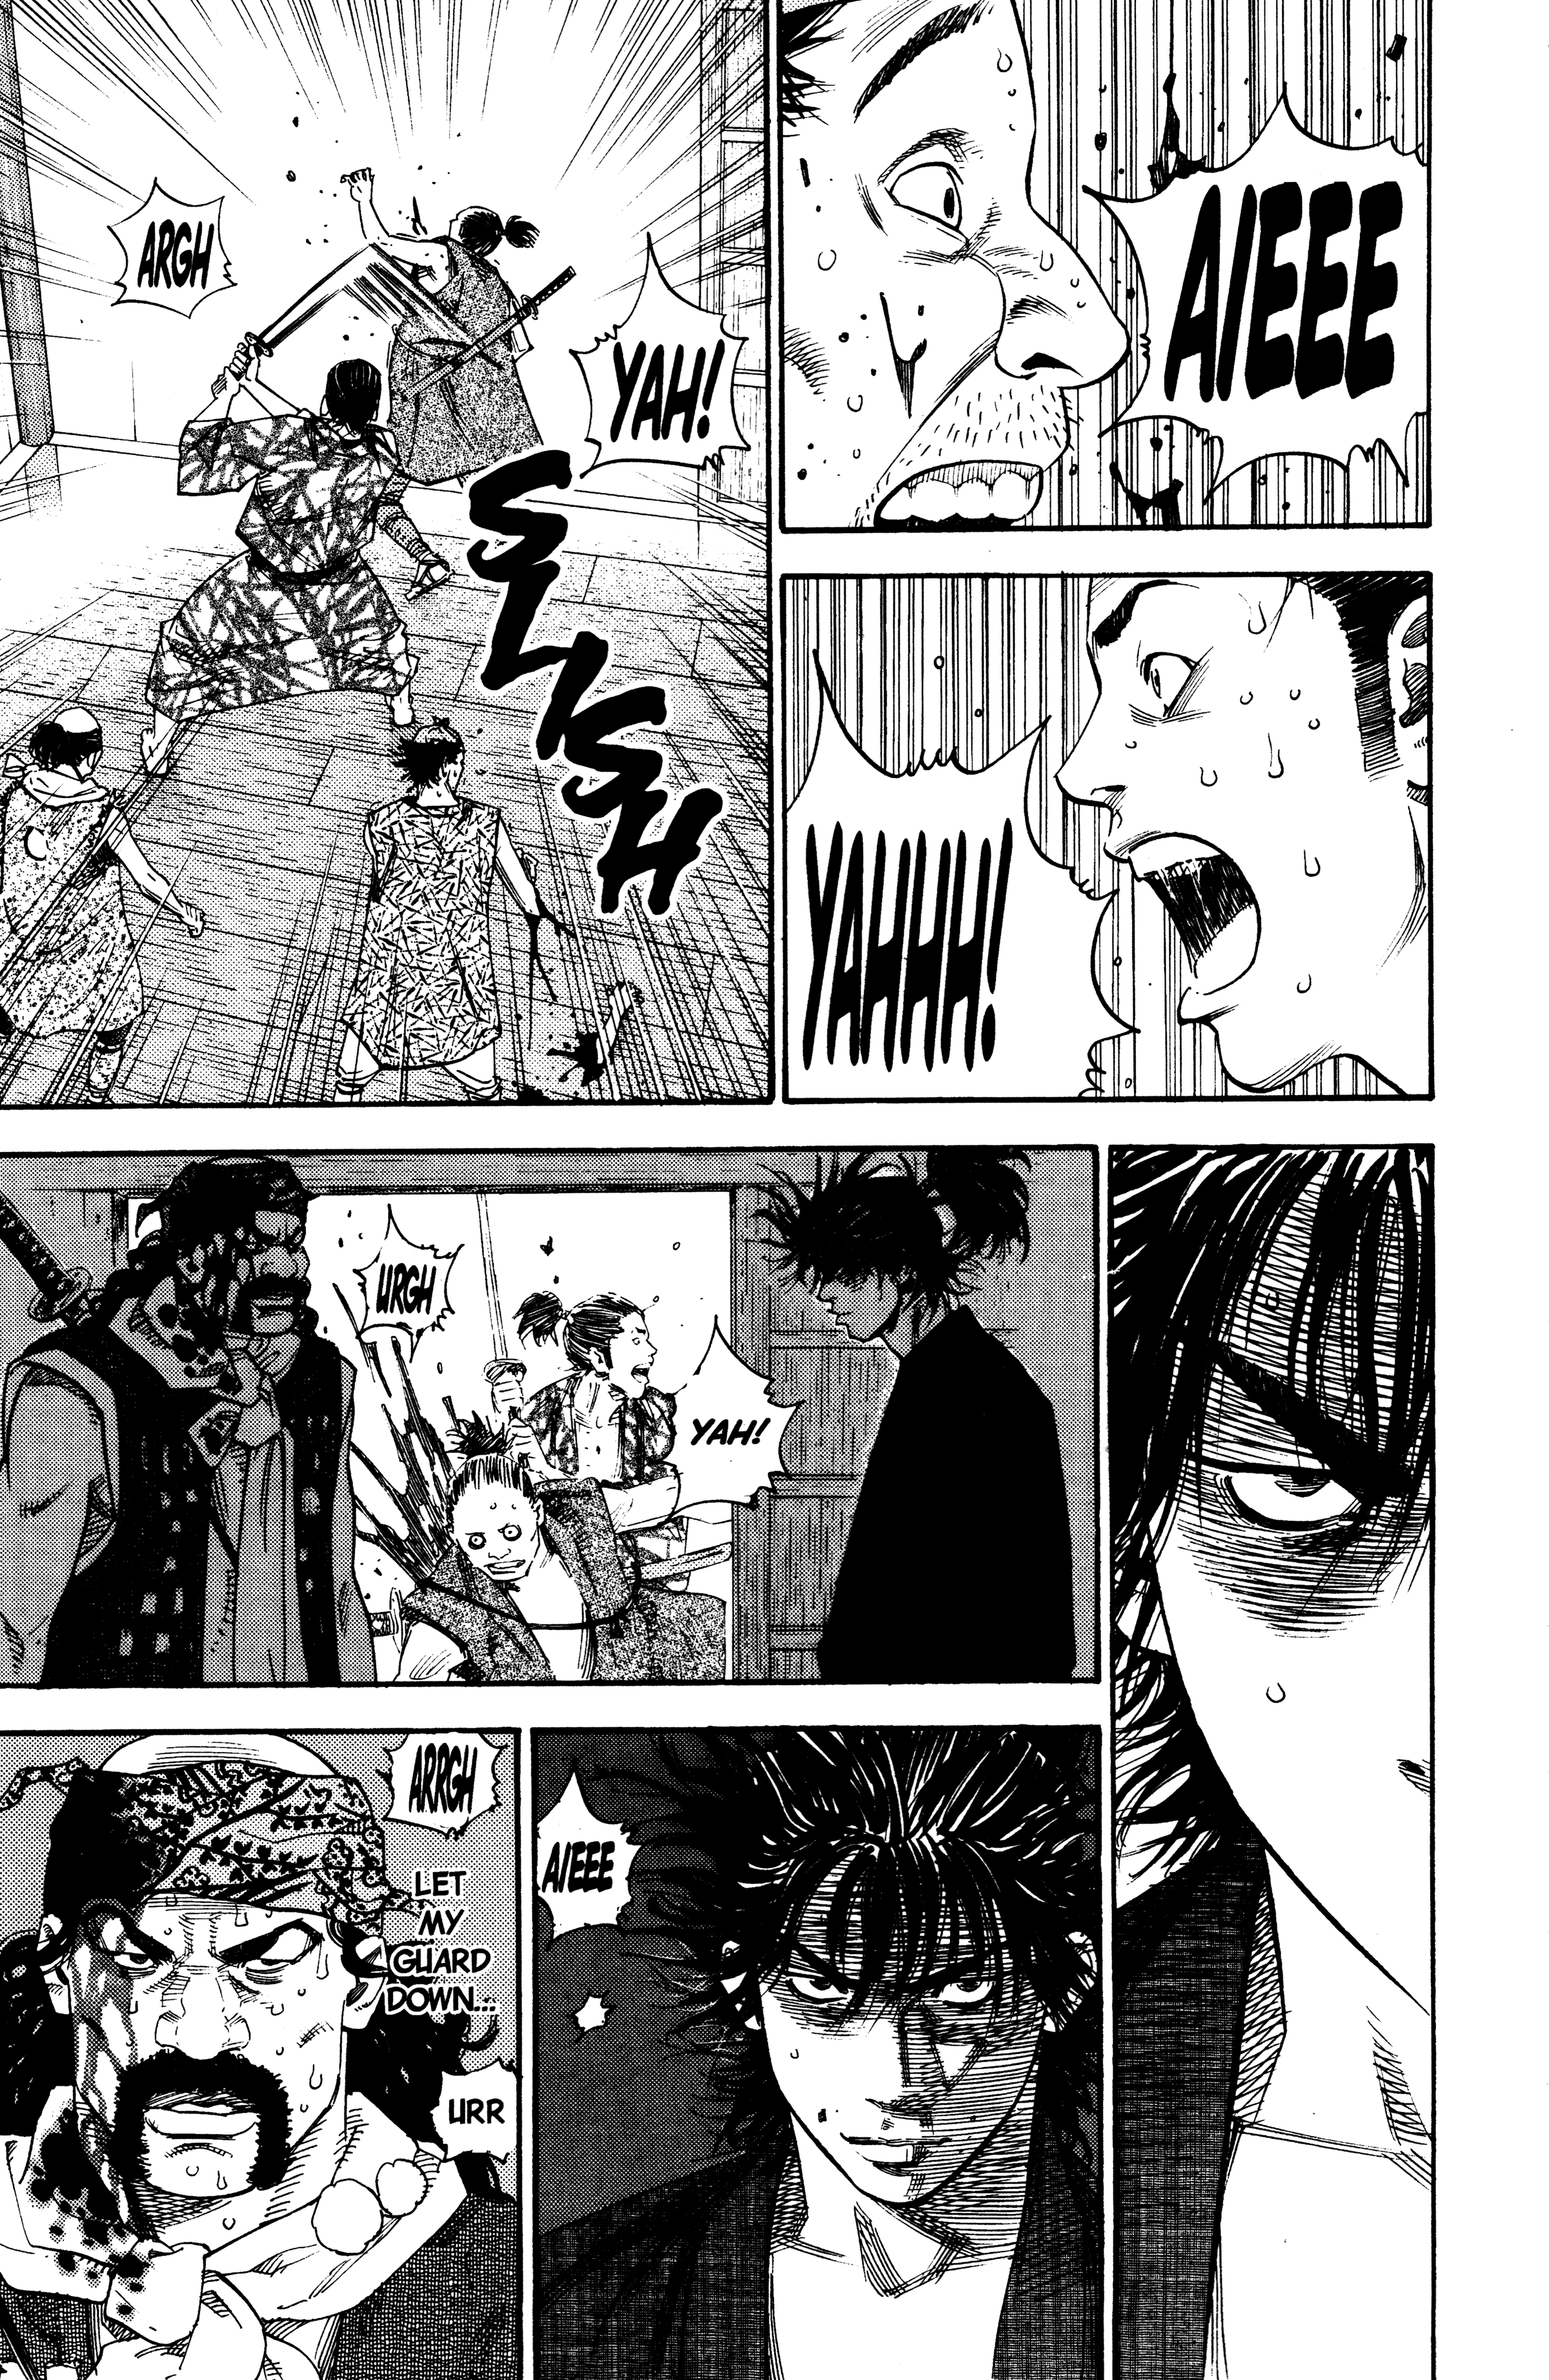 AIEEE
YAHHH!
YAH!
ARGH
SLISH
YAH!
URGH
AIEEE
ARRGH
LET
MY
GUARD
DOWN...
URR